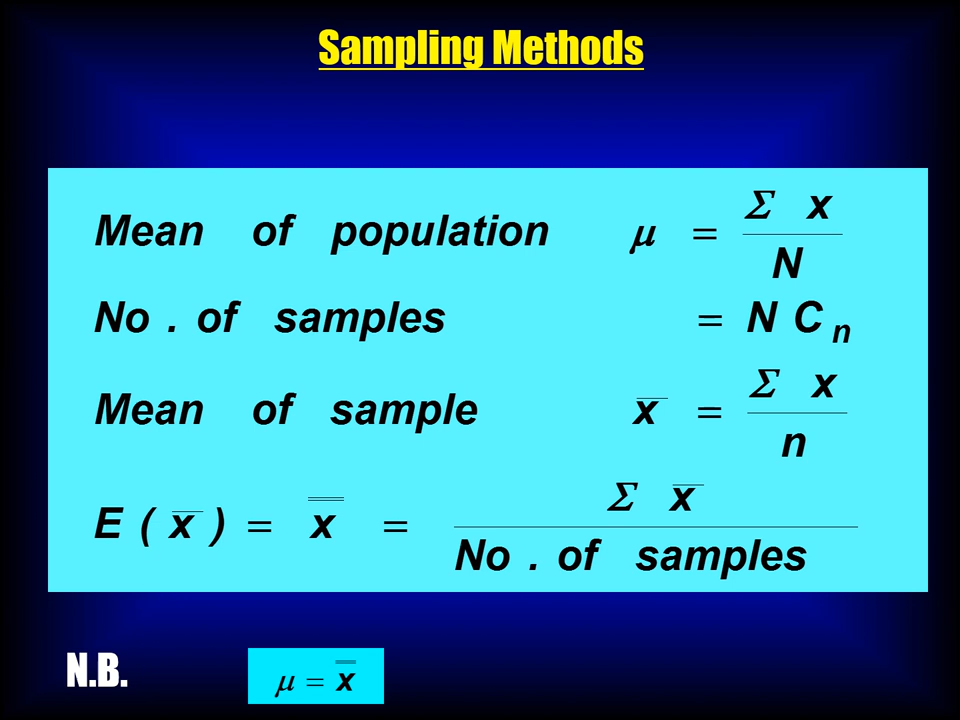 Sampling Methods
Mean of population μ = Σ x / N
No . of samples = N C n
Mean of sample x̅ = Σ x / n
E ( x̅ ) = x̿ = Σ x̅ / No . of samples
N.B. μ = x̿